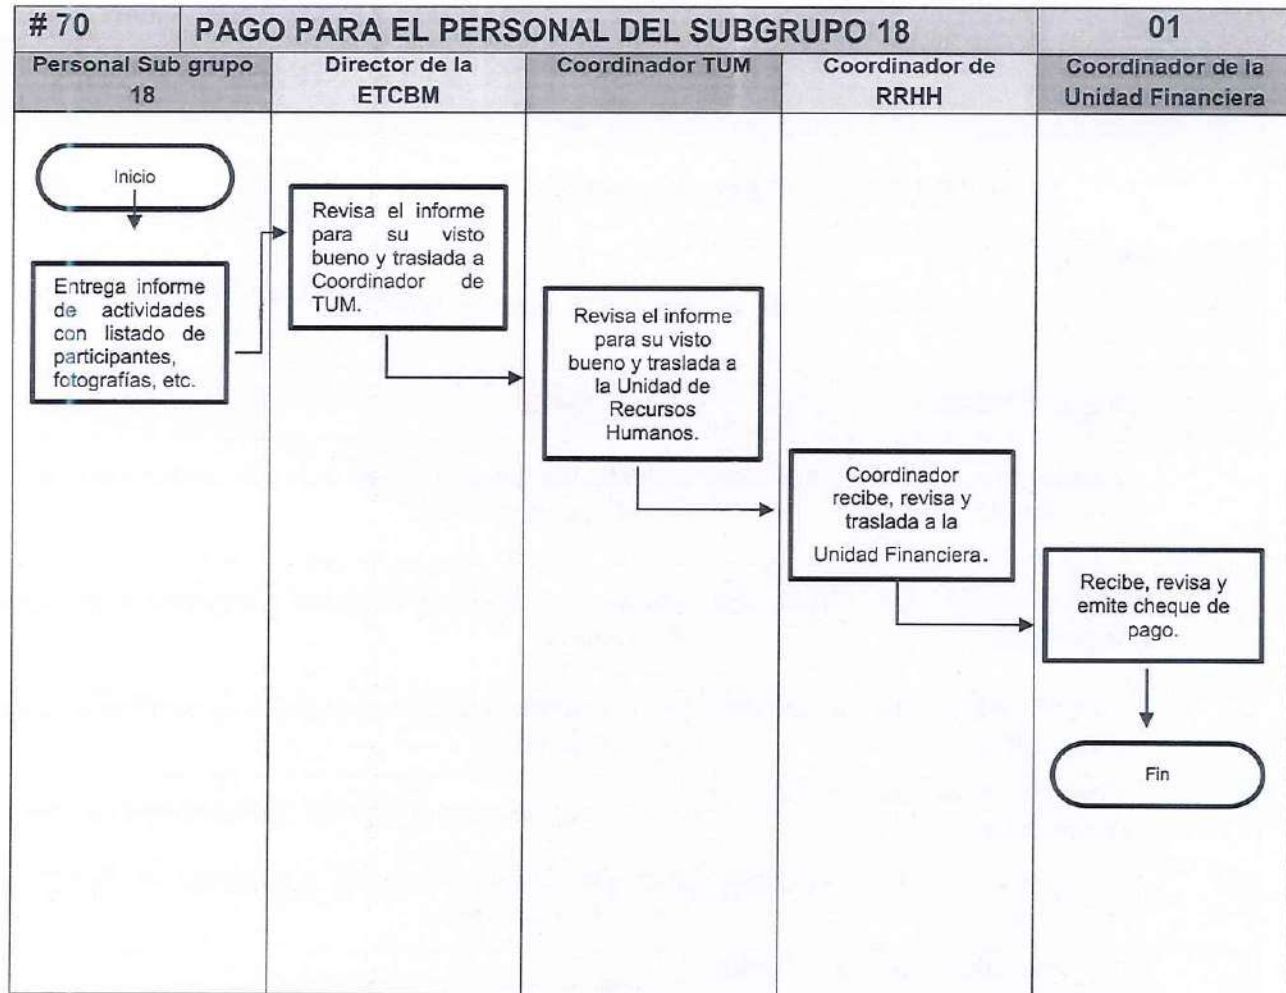 # 70
PAGO PARA EL PERSONAL DEL SUBGRUPO 18
01
Personal Sub grupo
18
Director de la
ETCBM
Coordinador TUM
Coordinador de
RRHH
Coordinador de la
Unidad Financiera
Inicio
Entrega informe
de actividades
con listado de
participantes,
fotografías, etc.
Revisa el informe
para su visto
bueno y traslada a
Coordinador de
TUM.
Revisa el informe
para su visto
bueno y traslada a
la Unidad de
Recursos
Humanos.
Coordinador
recibe, revisa y
traslada a la
Unidad Financiera.
Recibe, revisa y
emite cheque de
pago.
Fin